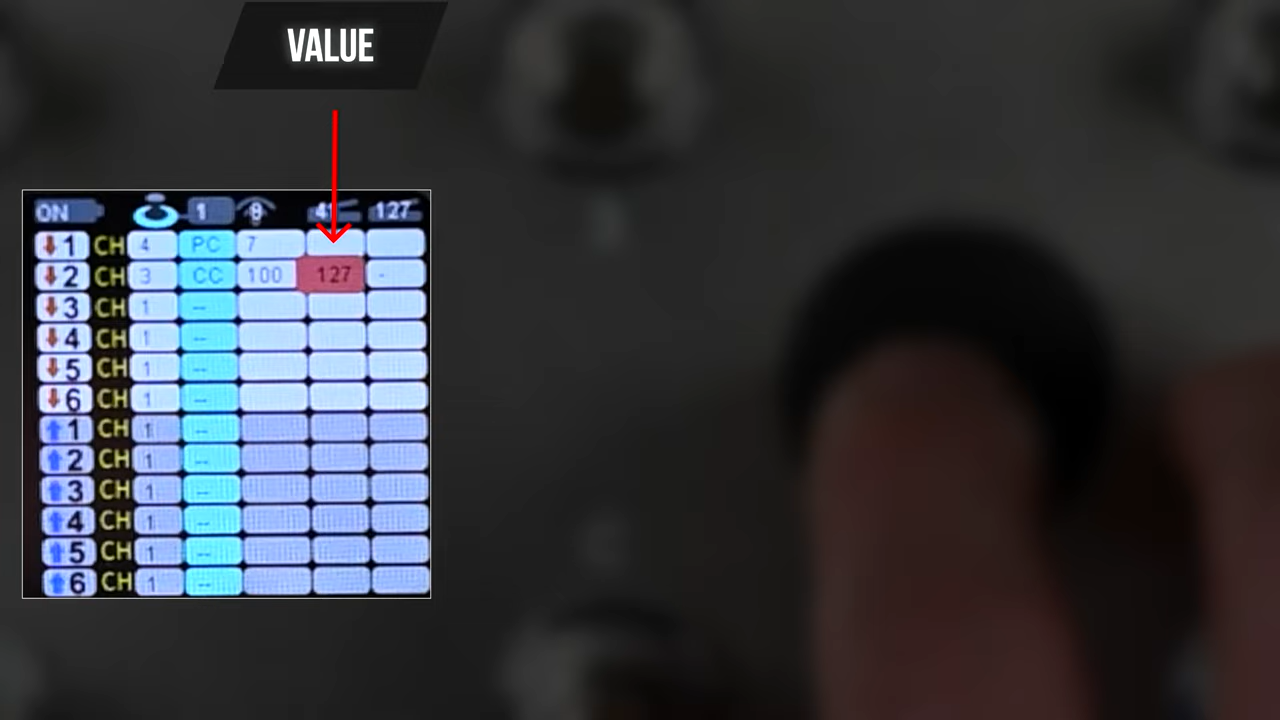 VALUE
ON 1 8 41 127
1 CH 4 PC 7
2 CH 3 CC 100 127 -
3 CH 1 --
4 CH 1 --
5 CH 1 --
6 CH 1 --
1 CH 1 --
2 CH 1 --
3 CH 1 --
4 CH 1 --
5 CH 1 --
6 CH 1 --